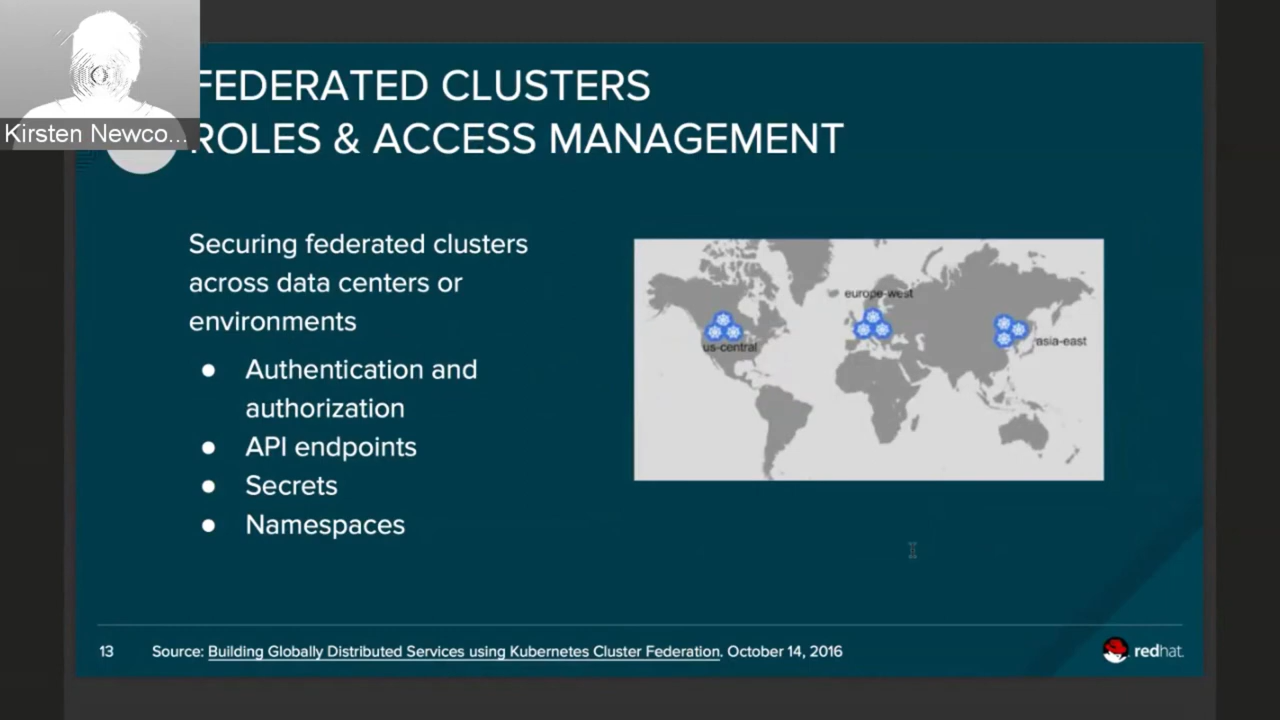 FEDERATED CLUSTERS
Kirsten Newco...
ROLES & ACCESS MANAGEMENT
Securing federated clusters
across data centers or
environments
● Authentication and
authorization
● API endpoints
● Secrets
● Namespaces
europe-west
us-central
asia-east
13
Source: Building Globally Distributed Services using Kubernetes Cluster Federation. October 14, 2016
redhat.